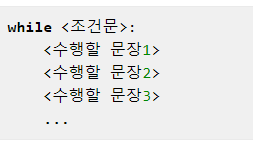 while <조건문>:
    <수행할 문장1>
    <수행할 문장2>
    <수행할 문장3>
    ...